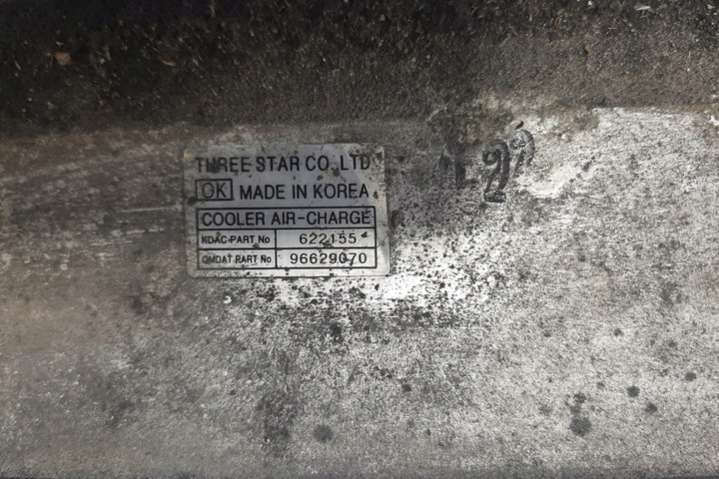 THREE STAR CO.,LTD
OK MADE IN KOREA
COOLER AIR-CHARGE
KDAC-PART No 622155
GMDAT PART No 96629070